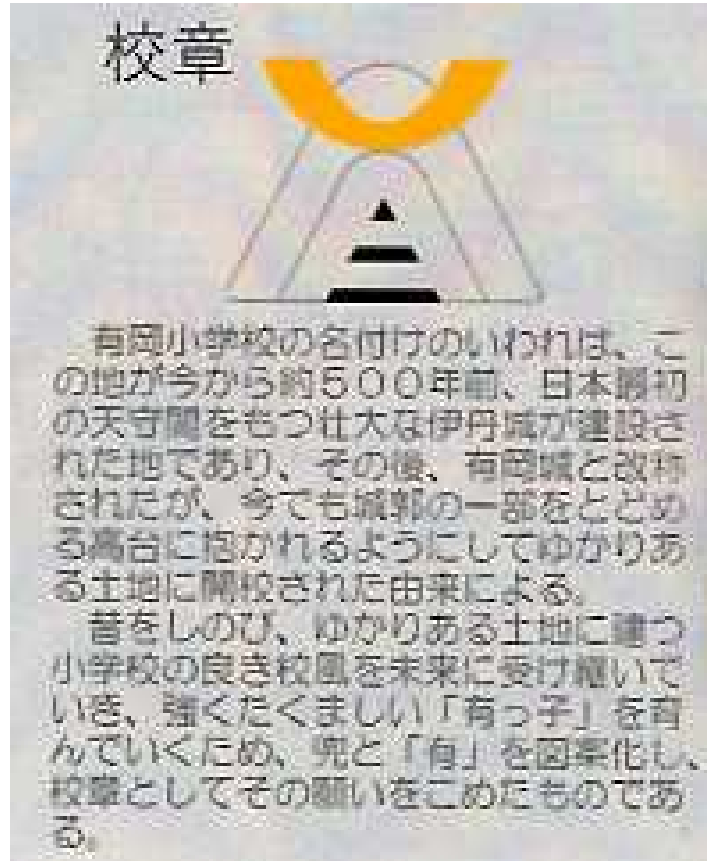 校章
有岡小学校の名付けのいわれは、こ
の地が今から約500年前、日本最初
の天守閣をもつ壮大な伊丹城が建設さ
れた地であり、その後、有岡城と改称
されたが、今でも城郭の一部をとどめ
る高台に抱かれるようにしてゆかりあ
る土地に開校された由来による。
昔をしのび、ゆかりある土地に建つ
小学校の良き校風を未来に受け継いで
いき、強くたくましい「有っ子」を育
んでいくため、兜と「有」を図案化し、
校章としてその願いをこめたものであ
る。